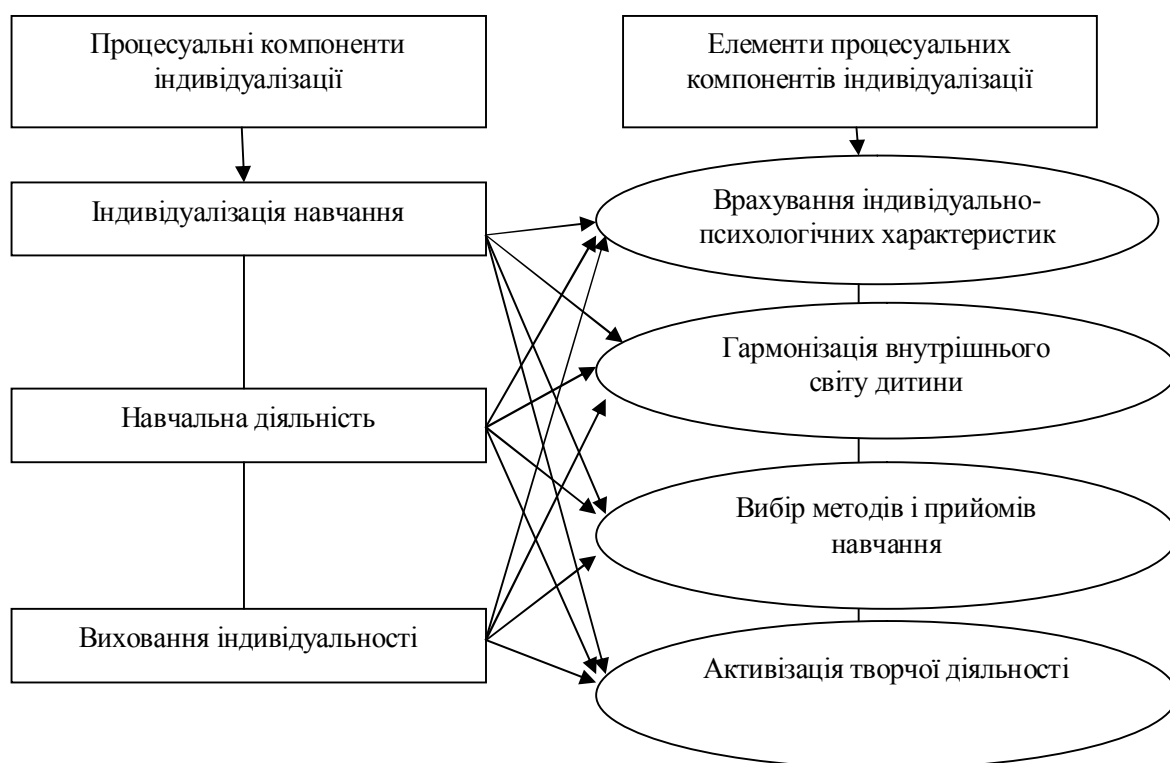 Процесуальні компоненти
індивідуалізації
Елементи процесуальних
компонентів індивідуалізації
Індивідуалізація навчання
Врахування індивідуально-
психологічних характеристик
Гармонізація внутрішнього
світу дитини
Навчальна діяльність
Вибір методів і прийомів
навчання
Виховання індивідуальності
Активізація творчої діяльності